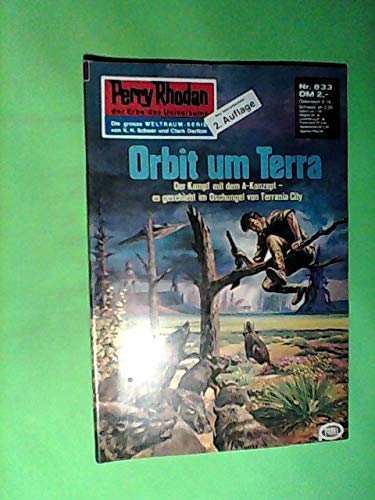 Perry Rhodan
der Erbe des Universums
Die grosse WELTRAUM-SERIE
von K. H. Scheer und Clark Darlton
2. Auflage
Nr. 833
DM 2,-
Orbit um Terra
Der Kampf mit dem A-Konzept –
es geschieht im Dschungel von Terrania City